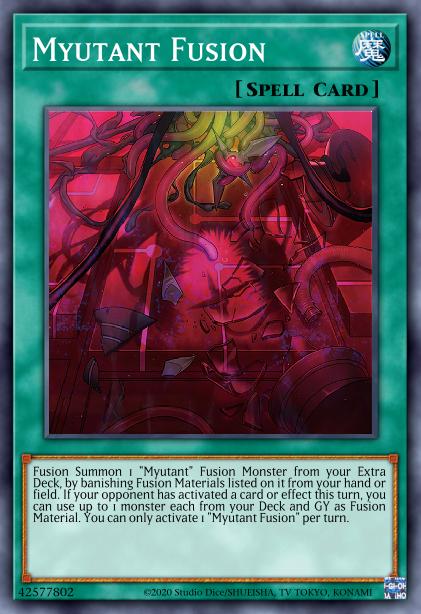 Myutant Fusion
SPELL
魔
[Spell Card]
Fusion Summon 1 "Myutant" Fusion Monster from your Extra
Deck, by banishing Fusion Materials listed on it from your hand or
field. If your opponent has activated a card or effect this turn, you
can use up to 1 monster each from your Deck and GY as Fusion
Material. You can only activate 1 "Myutant Fusion" per turn.
42577802
©2020 Studio Dice/SHUEISHA, TV TOKYO, KONAMI